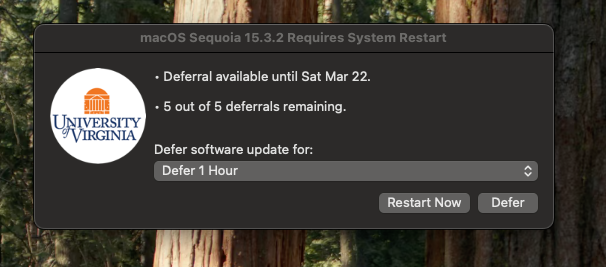 macOS Sequoia 15.3.2 Requires System Restart
• Deferral available until Sat Mar 22.
• 5 out of 5 deferrals remaining.
UNIVERSITY
of VIRGINIA
Defer software update for:
Defer 1 Hour
Restart Now Defer